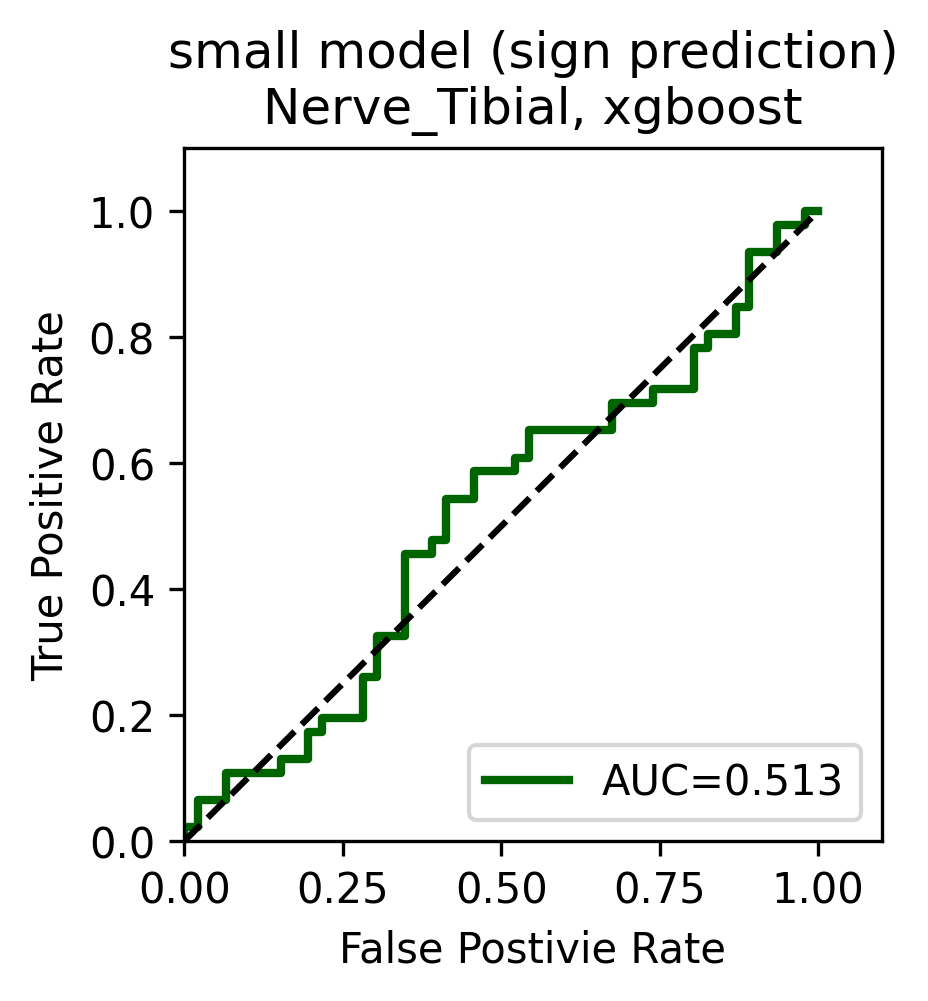 small model (sign prediction)
Nerve_Tibial, xgboost
1.0
0.8
0.6
0.4
0.2
0.0
True Positive Rate
AUC=0.513
0.00 0.25 0.50 0.75 1.00
False Postivie Rate